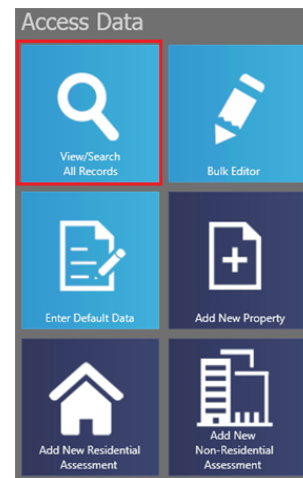 Access Data
View/Search
All Records
Bulk Editor
Enter Default Data
Add New Property
Add New Residential
Assessment
Add New
Non-Residential
Assessment